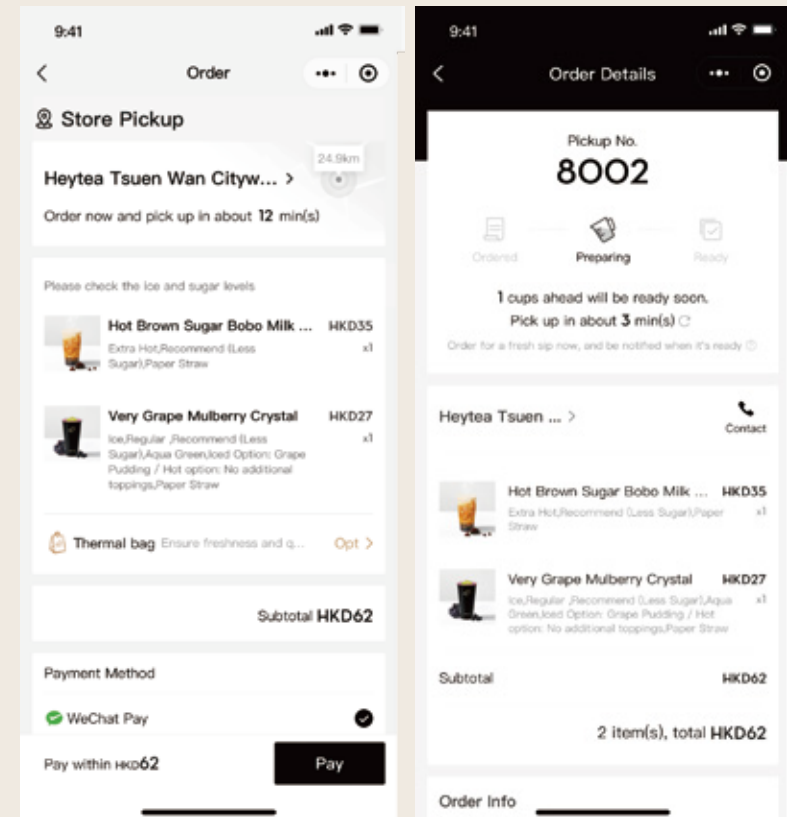 9:41
Order
Store Pickup
24.9km
Heytea Tsuen Wan Cityw... >
Order now and pick up in about 12 min(s)
Please check the ice and sugar levels
Hot Brown Sugar Bobo Milk ... HKD35
Extra Hot,Recommend (Less x1
Sugar),Paper Straw
Very Grape Mulberry Crystal HKD27
Ice,Regular ,Recommend (Less x1
Sugar),Aqua Green,Iced Option: Grape
Pudding / Hot option: No additional
toppings,Paper Straw
Thermal bag Ensure freshness and q... Opt >
Subtotal HKD62
Payment Method
WeChat Pay
Pay within HKD62
Pay
9:41
Order Details
Pickup No.
8002
Ordered
Preparing
Ready
1 cups ahead will be ready soon.
Pick up in about 3 min(s)
Order for a fresh sip now, and be notified when it's ready
Heytea Tsuen ... >
Contact
Hot Brown Sugar Bobo Milk ... HKD35
Extra Hot,Recommend (Less Sugar),Paper x1
Straw
Very Grape Mulberry Crystal HKD27
Ice,Regular ,Recommend (Less Sugar),Aqua x1
Green,Iced Option: Grape Pudding / Hot
option: No additional toppings,Paper Straw
Subtotal HKD62
2 item(s), total HKD62
Order Info